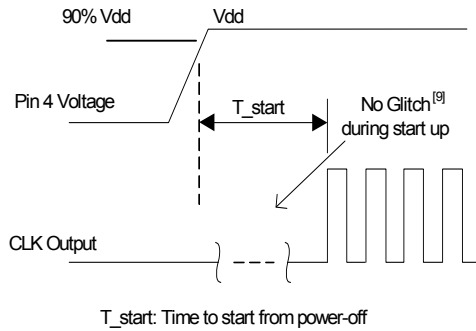 90% Vdd
Vdd
Pin 4 Voltage
T_start
No Glitch [9]
during start up
CLK Output
T_start: Time to start from power-off